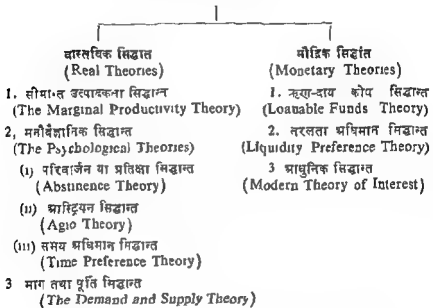 वास्तविक सिद्धांत
(Real Theories)
1. सीमान्त उत्पादकता सिद्धान्त
(The Marginal Productivity Theory)
2, मनोवैज्ञानिक सिद्धान्त
(The Psychological Theories)
(i) परिवार्जन या प्रतिक्षा सिद्धान्त
(Abstinence Theory)
(ii) आस्ट्रियन सिद्धान्त
(Agio Theory)
(iii) समय अधिमान सिद्धान्त
(Time Preference Theory)
3 माग तथा पूर्ति सिद्धान्त
(The Demand and Supply Theory)
मौद्रिक सिद्धांत
(Monetary Theories)
1. ऋण-दाय कोप सिद्धान्त
(Loanable Funds Theory)
2. तरलता अधिमान सिद्धान्त
(Liquidity Preference Theory)
3 आधुनिक सिद्धान्त
(Modern Theory of Interest)